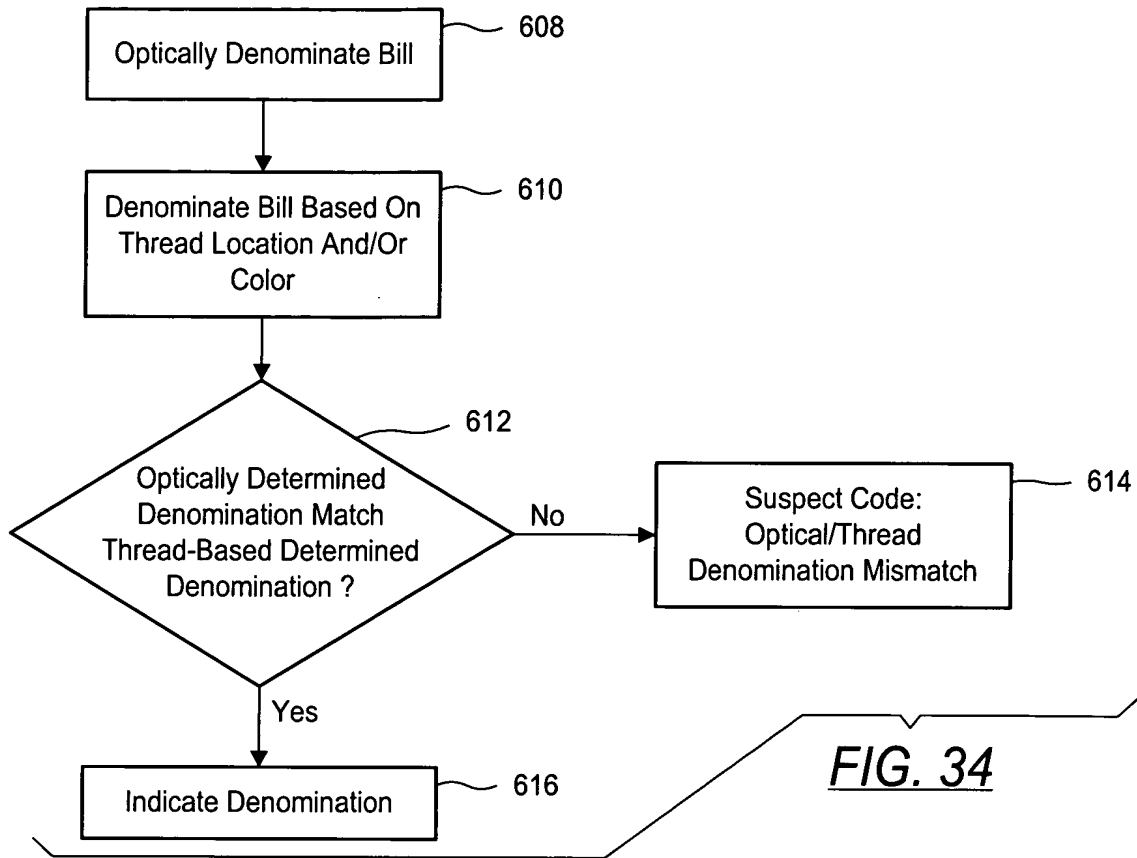 608
Optically Denominate Bill
610
Denominate Bill Based On
Thread Location And/Or
Color
612
Optically Determined
Denomination Match
Thread-Based Determined
Denomination ?
No
614
Suspect Code:
Optical/Thread
Denomination Mismatch
Yes
616
Indicate Denomination
FIG. 34